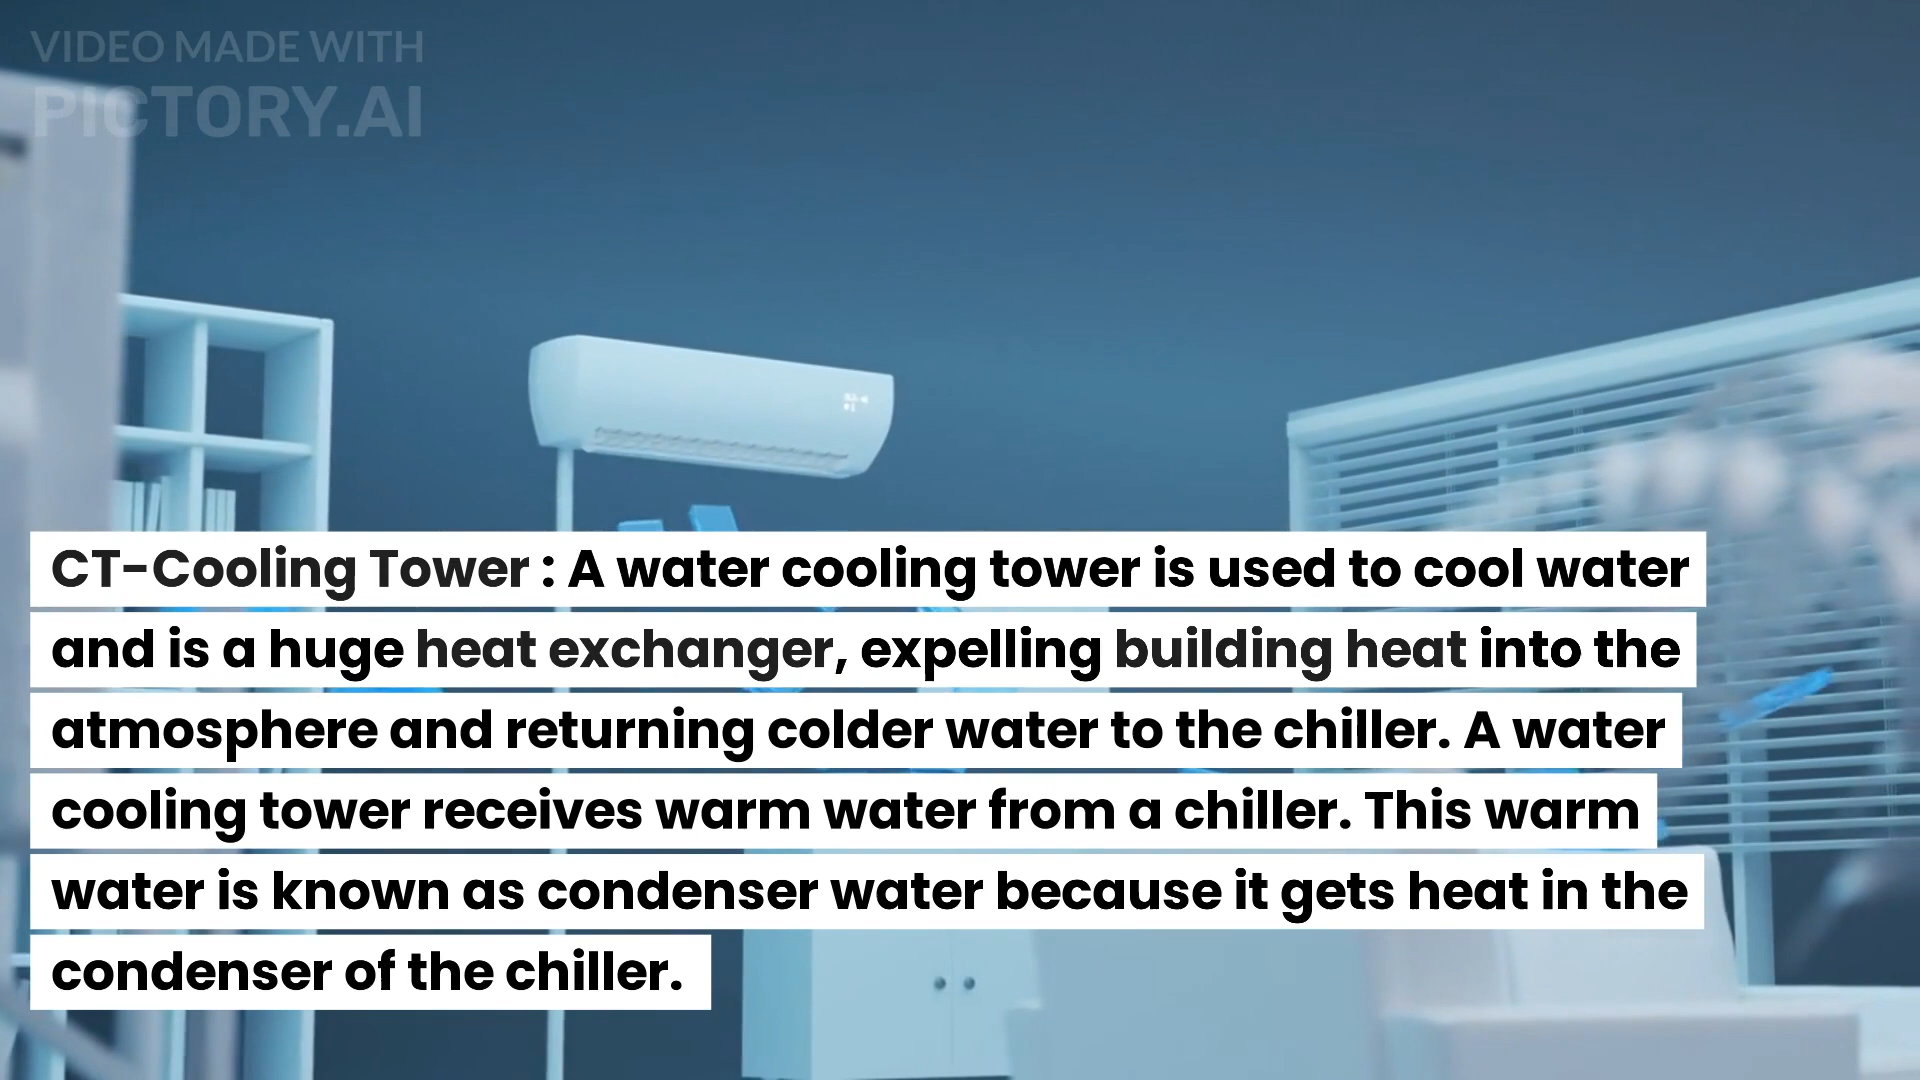 VIDEO MADE WITH
PICTORY.AI
CT-Cooling Tower : A water cooling tower is used to cool water
and is a huge heat exchanger, expelling building heat into the
atmosphere and returning colder water to the chiller. A water
cooling tower receives warm water from a chiller. This warm
water is known as condenser water because it gets heat in the
condenser of the chiller.